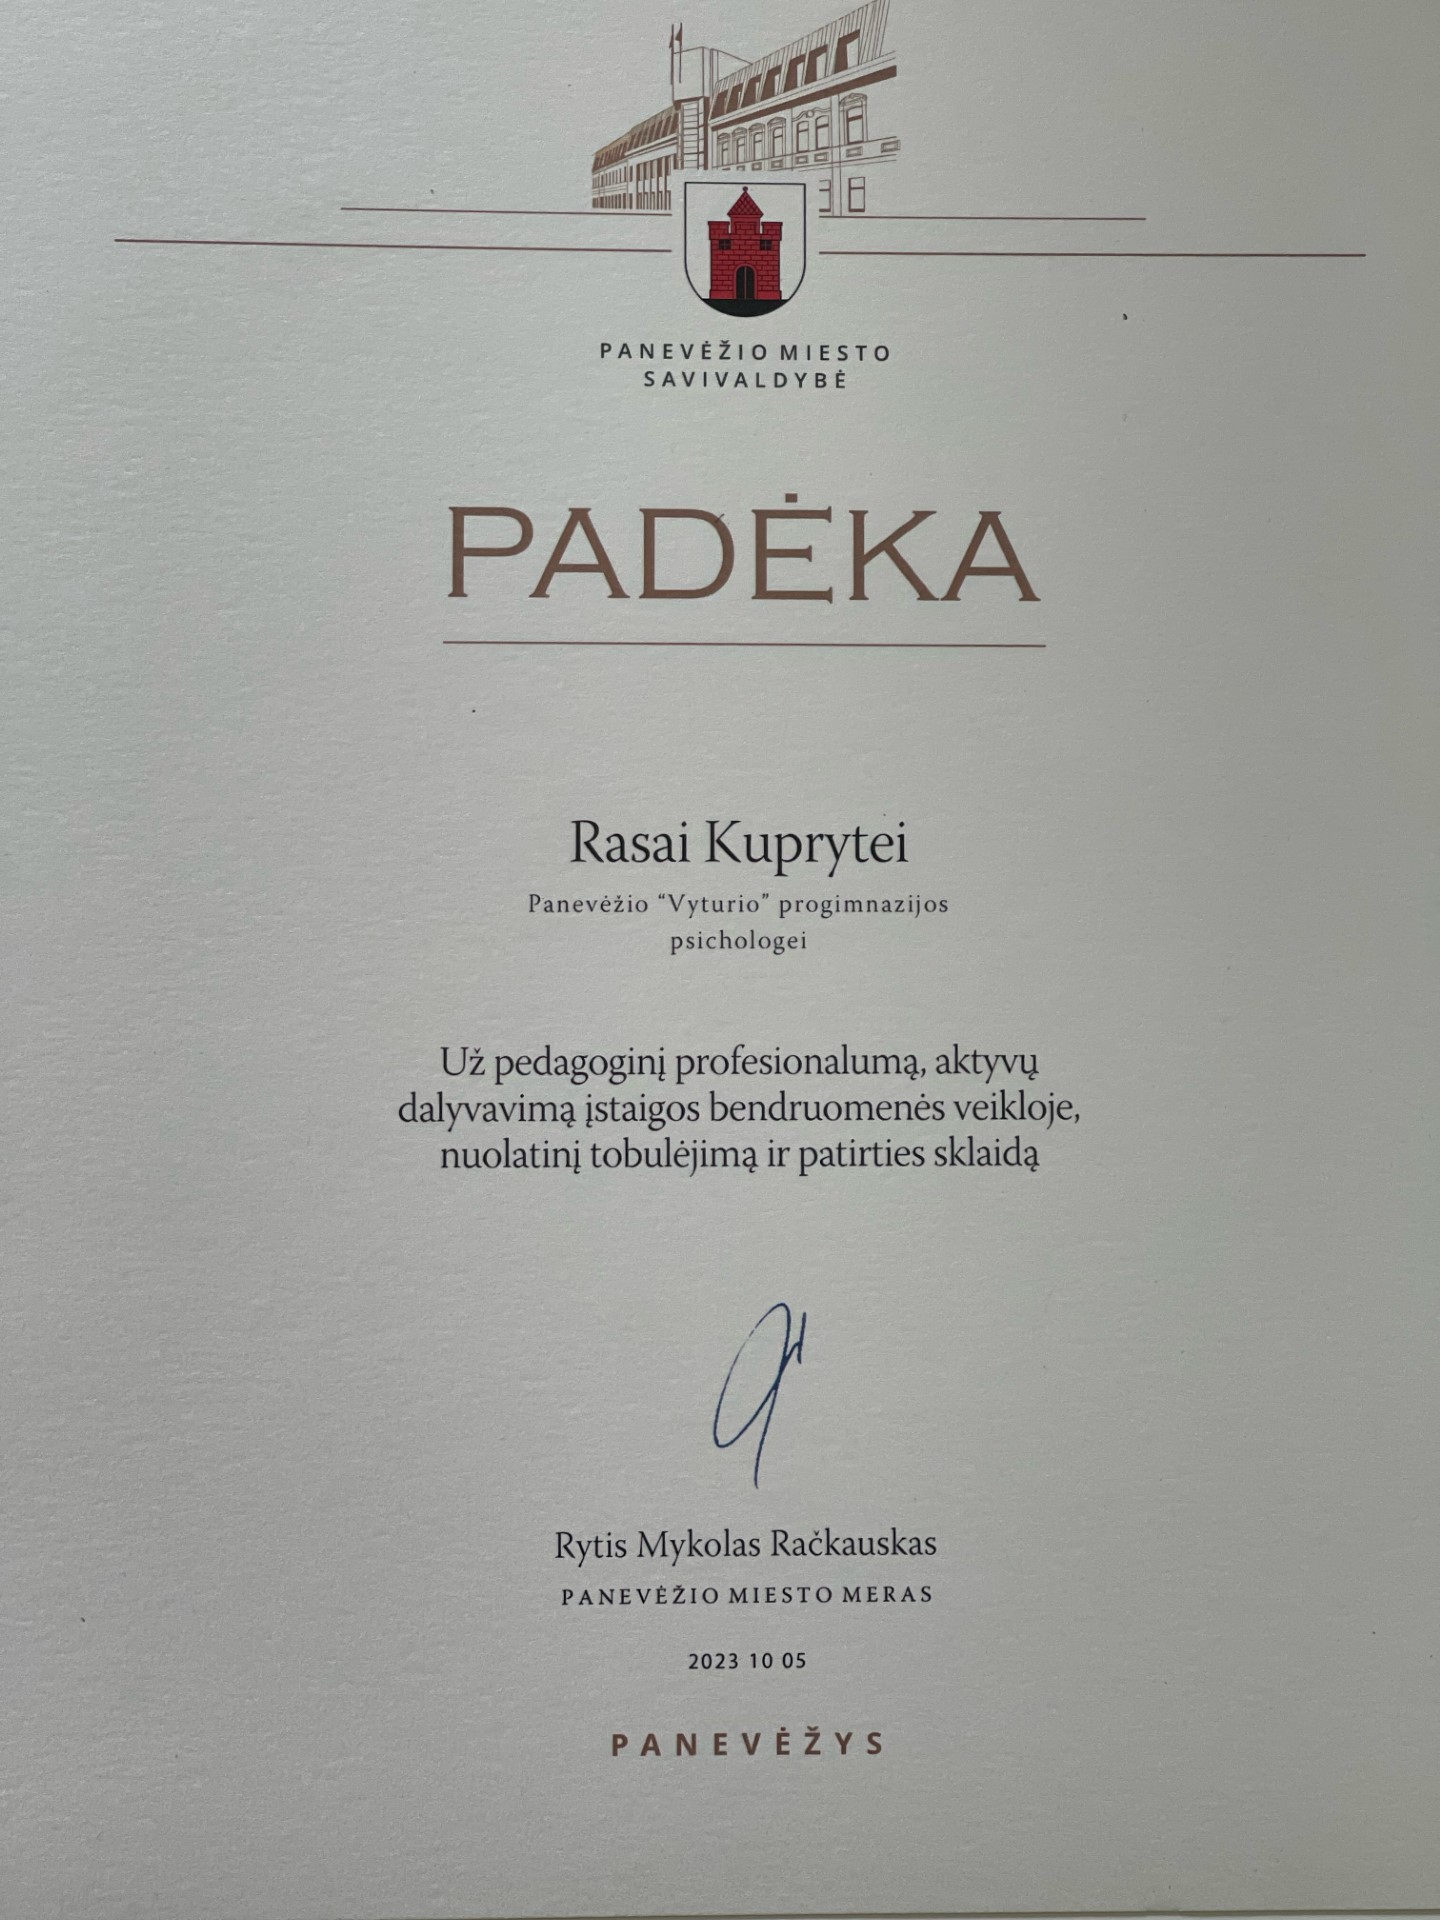 PANEVĖŽIO MIESTO
SAVIVALDYBĖ
PADĖKA
Rasai Kuprytei
Panevėžio “Vyturio” progimnazijos
psichologei
Už pedagoginį profesionalumą, aktyvų
dalyvavimą įstaigos bendruomenės veikloje,
nuolatinį tobulėjimą ir patirties sklaidą
Rytis Mykolas Račkauskas
PANEVĖŽIO MIESTO MERAS
2023 10 05
PANEVĖŽYS